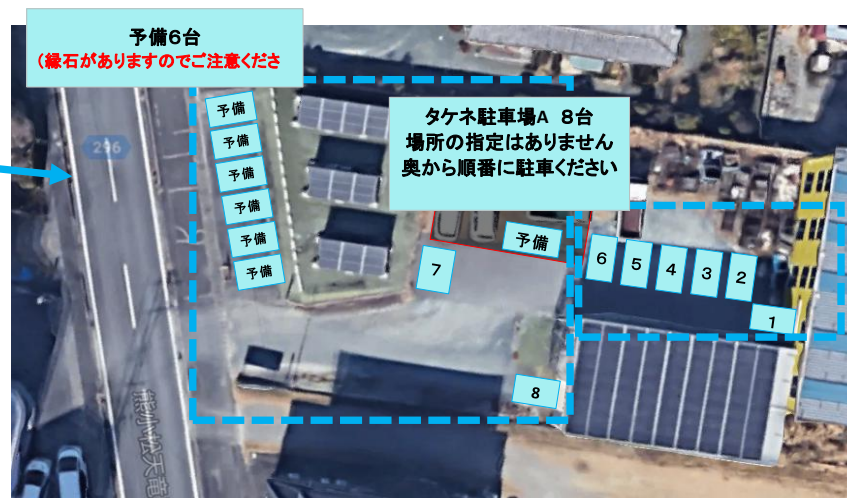 予備6台
（縁石がありますのでご注意くださ
タケネ駐車場A 8台
場所の指定はありません
奥から順番に駐車ください
予備
予備
予備
予備
予備
予備
296
予備
7
6
5
4
3
2
1
8